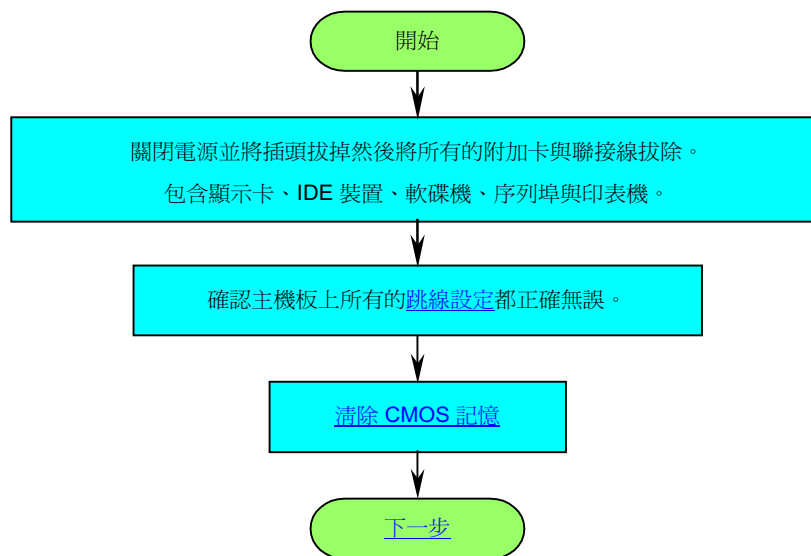 開始
關閉電源並將插頭拔掉然後將所有的附加卡與聯接線拔除。
包含顯示卡、IDE 裝置、軟碟機、序列埠與印表機。
確認主機板上所有的跳線設定都正確無誤。
清除 CMOS 記憶
下一步